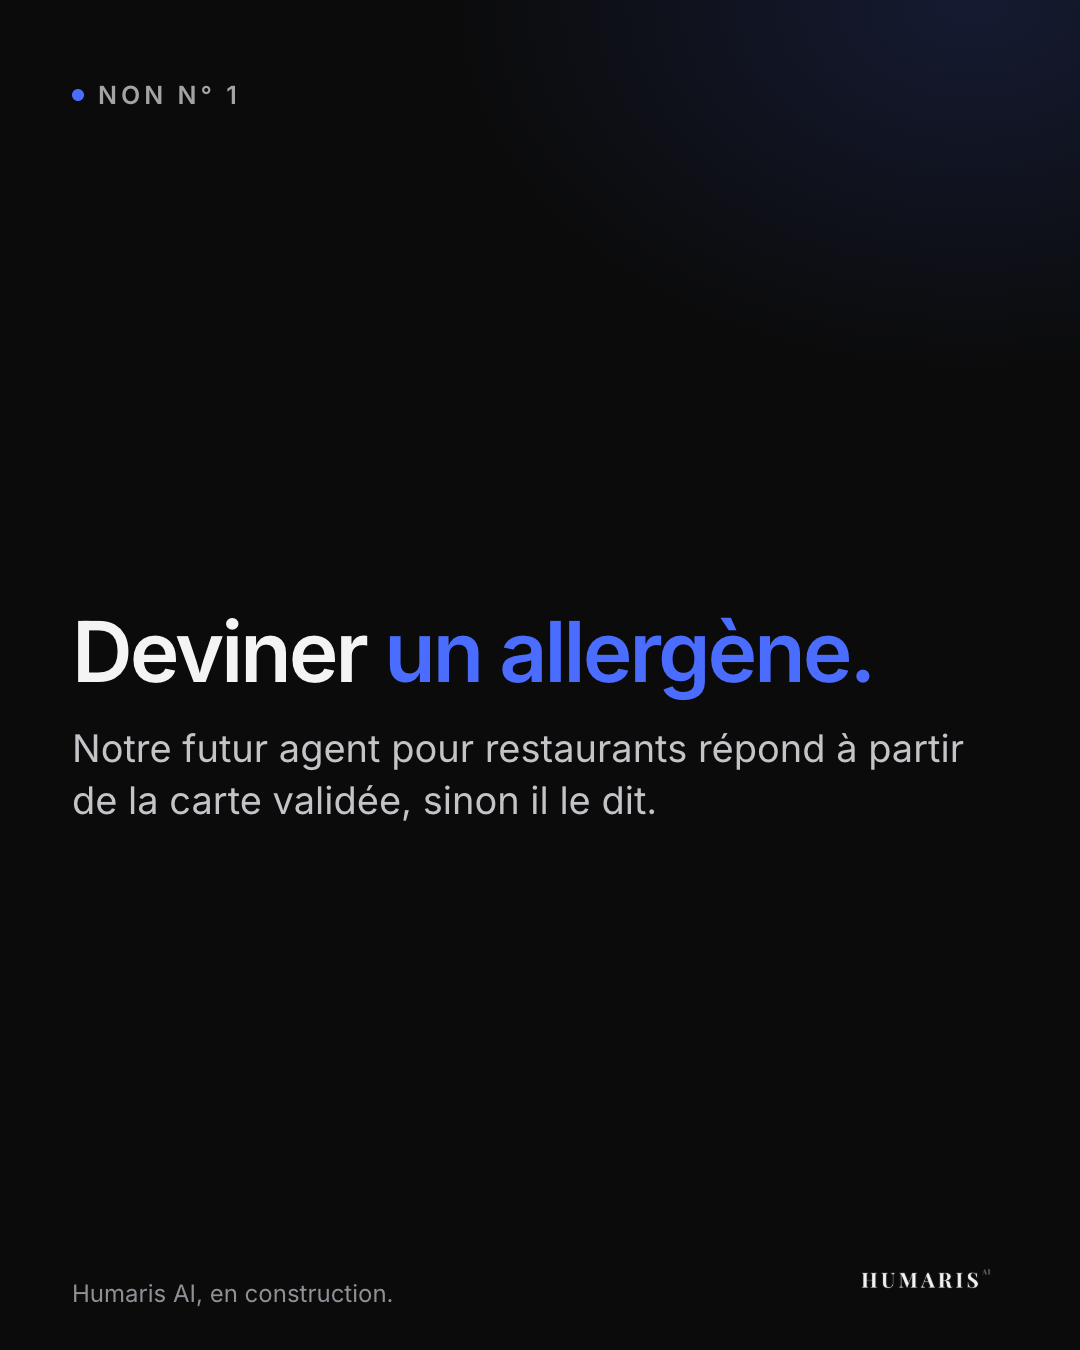 NON N° 1
Deviner un allergène.
Notre futur agent pour restaurants répond à partir
de la carte validée, sinon il le dit.
Humaris AI, en construction.
HUMARIS AI